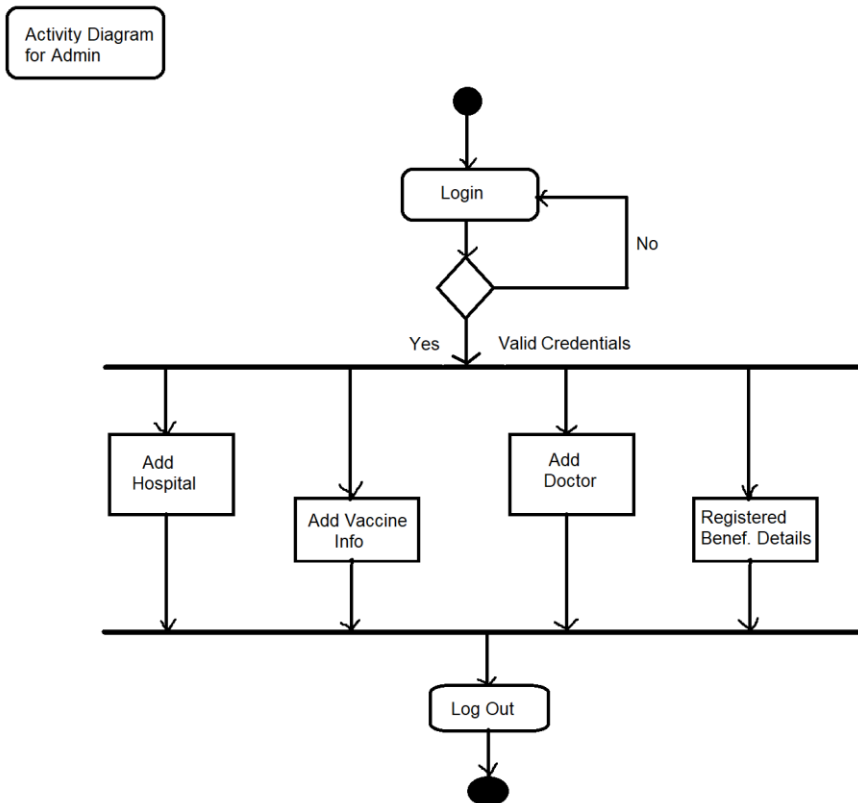 Activity Diagram
for Admin
Login
No
Yes
Valid Credentials
Add
Hospital
Add Vaccine
Info
Add
Doctor
Registered
Benef. Details
Log Out